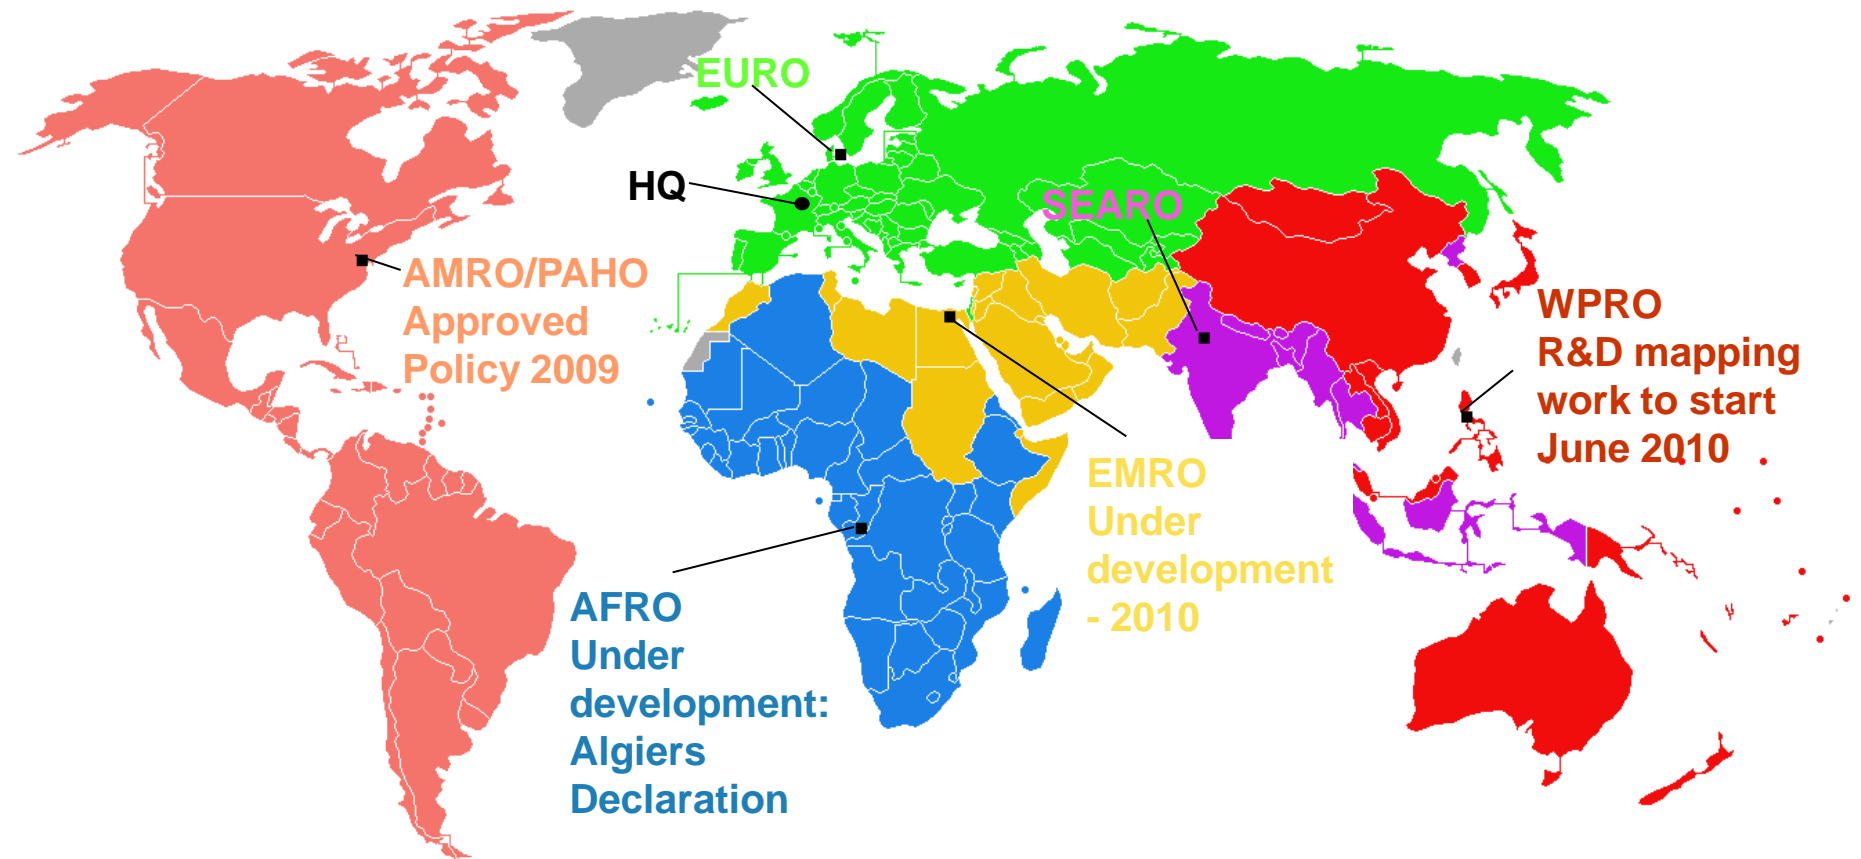 EURO
HQ
SEARO
AMRO/PAHO
Approved
Policy 2009
WPRO
R&D mapping
work to start
June 2010
EMRO
Under
development
- 2010
AFRO
Under
development:
Algiers
Declaration